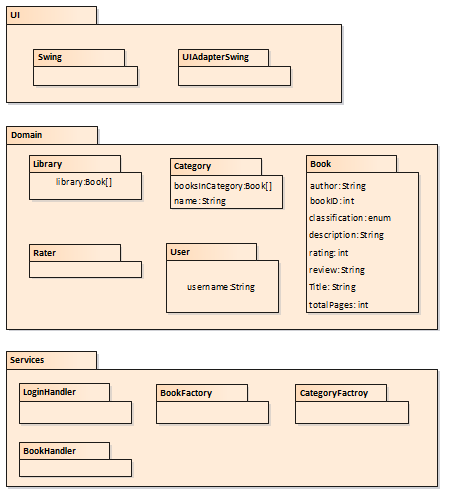 UI
Swing
UIAdapterSwing
Domain
Library
library:Book[]
Category
booksInCategory:Book[]
name:String
Book
author:String
bookID:int
classification:enum
description:String
rating:int
review:String
Title:String
totalPages:int
Rater
User
username:String
Services
LoginHandler
BookFactory
CategoryFactroy
BookHandler